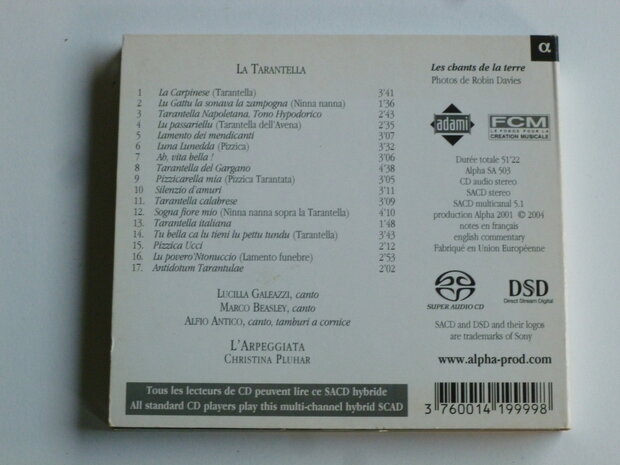 α
LA TARANTELLA
1 La Carpinese (Tarantella) 3'41
2 Lu Gattu la sonava la zampogna (Ninna nanna) 1'36
3 Tarantella Napoletana, Tono Hypodorico 2'43
4 Lu passariellu (Tarantella dell'Avena) 2'35
5 Lamento dei mendicanti 3'07
6 Luna Lunedda (Pizzica) 3'32
7 Ah, vita bella ! 3'06
8 Tarantella del Gargano 4'38
9 Pizzicarella mia (Pizzica Tarantata) 3'05
10 Silenzio d'amuri 3'11
11. Tarantella calabrese 3'09
12. Sogna fiore mio (Ninna nanna sopra la Tarantella) 4'10
13. Tarantella italiana 1'48
14. Tu bella ca lu tieni lu pettu tundu (Tarantella) 3'43
15. Pizzica Ucci 2'12
16. Lu povero'Ntonuccio (Lamento funebre) 2'53
17. Antidotum Tarantulae 2'02
LUCILLA GALEAZZI, canto
MARCO BEASLEY, canto
ALFIO ANTICO, canto, tamburi a cornice
L'ARPEGGIATA
CHRISTINA PLUHAR
Tous les lecteurs de CD peuvent lire ce SACD hybride
All standard CD players play this multi-channel hybrid SCAD
Les chants de la terre
Photos de Robin Davies
adami
FCM
LE FONDS POUR LA
CREATION MUSICALE
Durée totale 51'22
Alpha SA 503
CD audio stereo
SACD stereo
SACD multicanal 5.1
production Alpha 2001 © 2004
notes en français
english commentary
Fabriqué en Union Européenne
SUPER AUDIO CD
DSD
Direct Stream Digital
SACD and DSD and their logos
are trademarks of Sony
www.alpha-prod.com
3 760014 199998